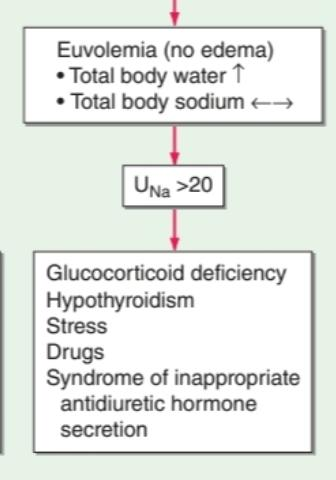 Euvolemia (no edema)
• Total body water ↑
• Total body sodium ←→
UNa >20
Glucocorticoid deficiency
Hypothyroidism
Stress
Drugs
Syndrome of inappropriate
antidiuretic hormone
secretion